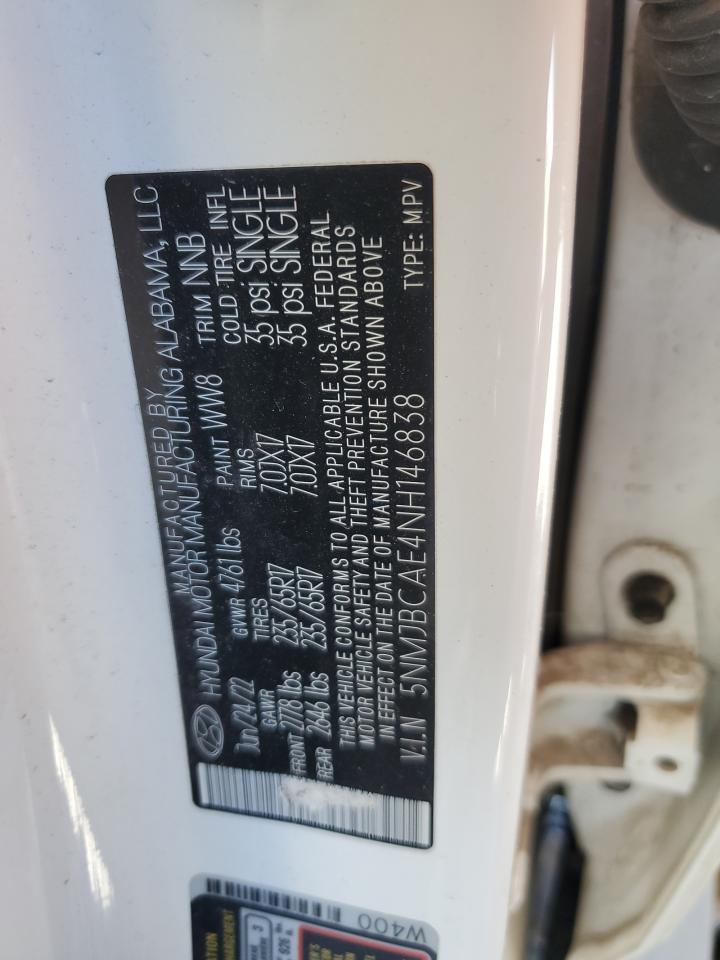 MANUFACTURED BY
HYUNDAI MOTOR MANUFACTURING ALABAMA, LLC
Jun/24/22 GVWR 4761 lbs PAINT WW8 TRIM NNB
GAWR TIRES RIMS COLD TIRE INFL
FRONT 2778 lbs 235/65R17 7.0JX17 35 psi SINGLE
REAR 2646 lbs 235/65R17 7.0JX17 35 psi SINGLE
THIS VEHICLE CONFORMS TO ALL APPLICABLE U.S.A. FEDERAL
MOTOR VEHICLE SAFETY AND THEFT PREVENTION STANDARDS
IN EFFECT ON THE DATE OF MANUFACTURE SHOWN ABOVE
V.I.N 5NMJBCAE4NH146838 TYPE: MPV
W400
3
926